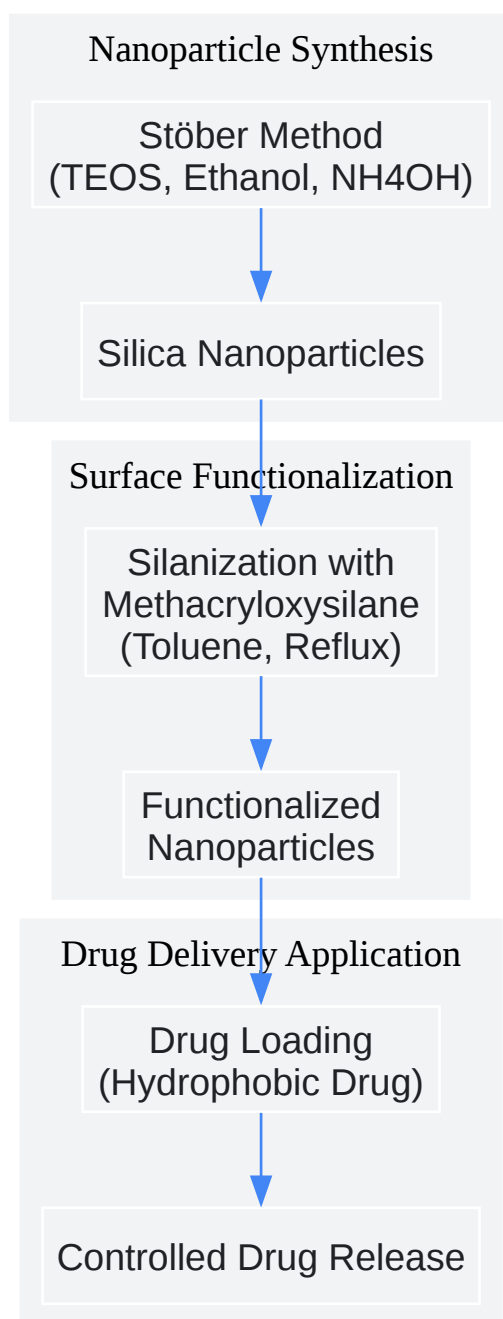 Nanoparticle Synthesis
Stöber Method
(TEOS, Ethanol, NH4OH)
Silica Nanoparticles
Surface Functionalization
Silanization with
Methacryloxysilane
(Toluene, Reflux)
Functionalized
Nanoparticles
Drug Delivery Application
Drug Loading
(Hydrophobic Drug)
Controlled Drug Release